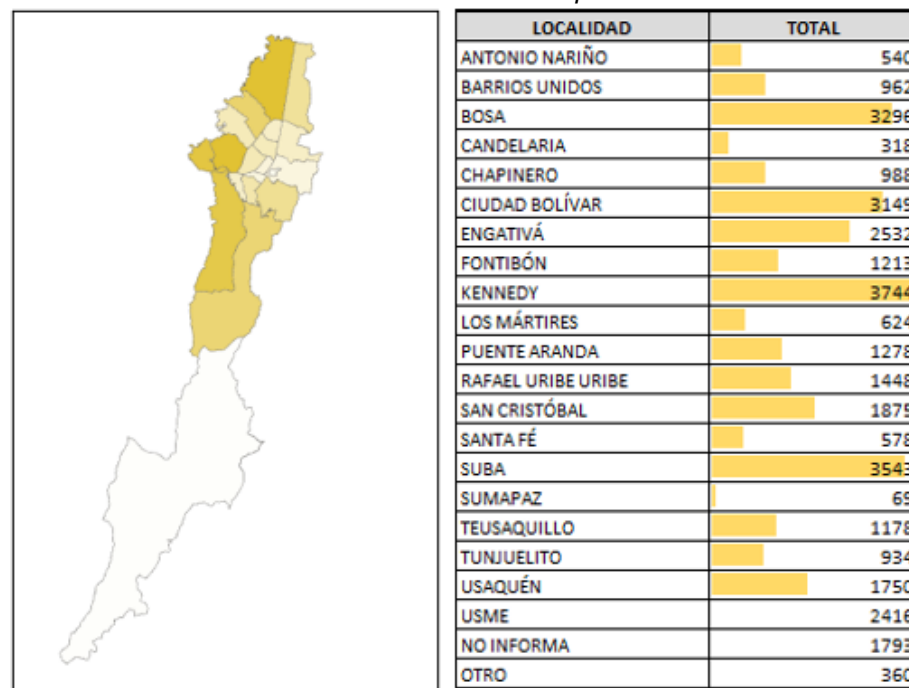 LOCALIDAD TOTAL
ANTONIO NARIÑO 540
BARRIOS UNIDOS 962
BOSA 3296
CANDELARIA 318
CHAPINERO 988
CIUDAD BOLÍVAR 3149
ENGATIVÁ 2532
FONTIBÓN 1213
KENNEDY 3744
LOS MÁRTIRES 624
PUENTE ARANDA 1278
RAFAEL URIBE URIBE 1448
SAN CRISTÓBAL 1875
SANTA FÉ 578
SUBA 3543
SUMAPAZ 69
TEUSAQUILLO 1178
TUNJUELITO 934
USAQUÉN 1750
USME 2416
NO INFORMA 1793
OTRO 360